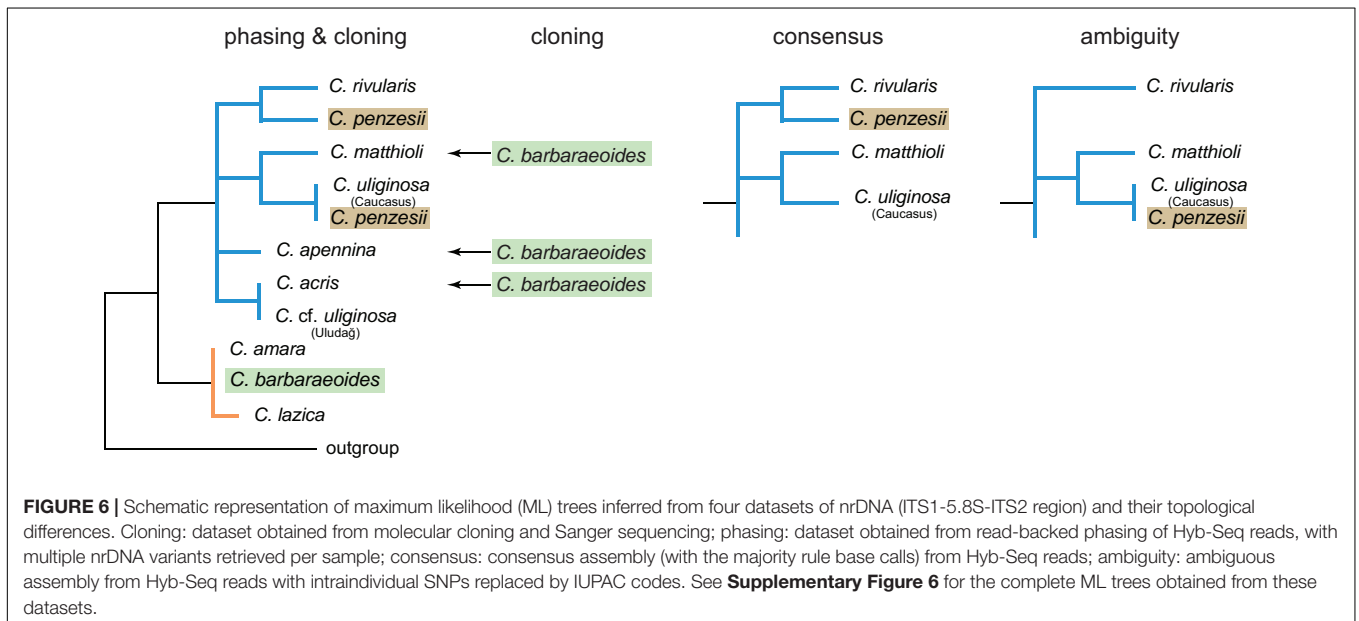 phasing & cloning cloning consensus ambiguity
C. rivularis C. rivularis C. rivularis
C. penzesii C. penzesii
C. matthioli C. barbaraeoides C. matthioli C. matthioli
C. uliginosa C. uliginosa C. uliginosa
(Caucasus) (Caucasus) (Caucasus)
C. penzesii C. penzesii
C. apennina C. barbaraeoides
C. acris C. barbaraeoides
C. cf. uliginosa
(Uludağ)
C. amara
C. barbaraeoides
C. lazica
outgroup
FIGURE 6 | Schematic representation of maximum likelihood (ML) trees inferred from four datasets of nrDNA (ITS1-5.8S-ITS2 region) and their topological
differences. Cloning: dataset obtained from molecular cloning and Sanger sequencing; phasing: dataset obtained from read-backed phasing of Hyb-Seq reads, with
multiple nrDNA variants retrieved per sample; consensus: consensus assembly (with the majority rule base calls) from Hyb-Seq reads; ambiguity: ambiguous
assembly from Hyb-Seq reads with intraindividual SNPs replaced by IUPAC codes. See Supplementary Figure 6 for the complete ML trees obtained from these
datasets.